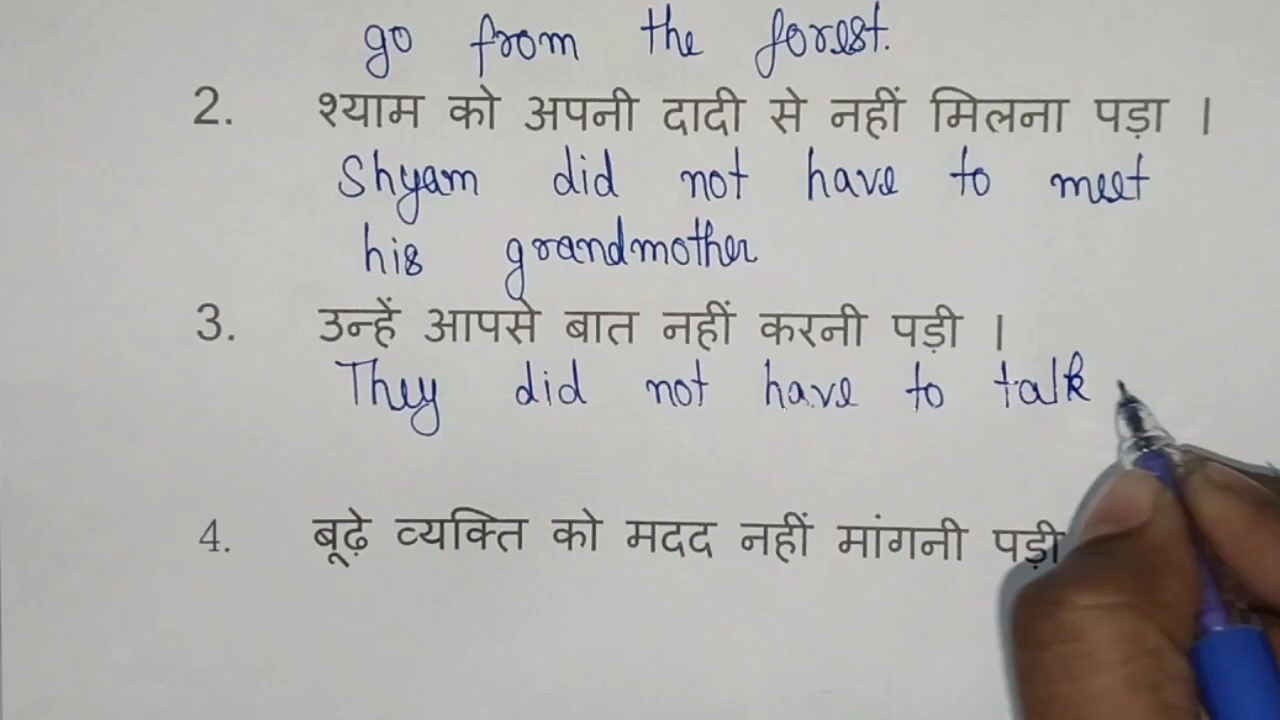 go from the forest.
2. श्याम को अपनी दादी से नहीं मिलना पड़ा ।
Shyam did not have to meet
his grandmother
3. उन्हें आपसे बात नहीं करनी पड़ी ।
They did not have to talk
4. बूढ़े व्यक्ति को मदद नहीं मांगनी पड़ी